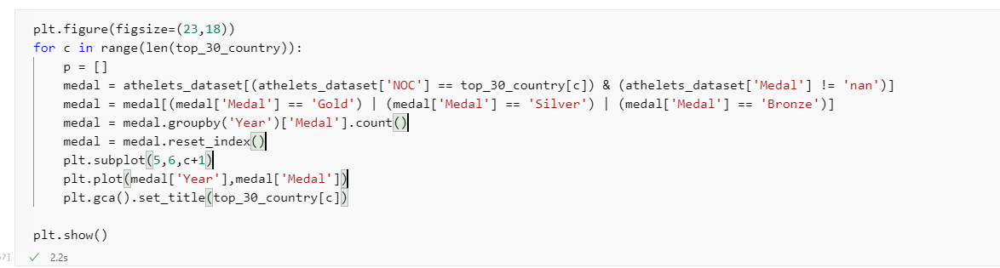 plt.figure(figsize=(23,18))
for c in range(len(top_30_country)):
    p = []
    medal = athelets_dataset[(athelets_dataset['NOC'] == top_30_country[c]) & (athelets_dataset['Medal'] != 'nan')]
    medal = medal[(medal['Medal'] == 'Gold') | (medal['Medal'] == 'Silver') | (medal['Medal'] == 'Bronze')]
    medal = medal.groupby('Year')['Medal'].count()
    medal = medal.reset_index()
    plt.subplot(5,6,c+1)
    plt.plot(medal['Year'],medal['Medal'])
    plt.gca().set_title(top_30_country[c])
plt.show()
7] ✓ 2.2s